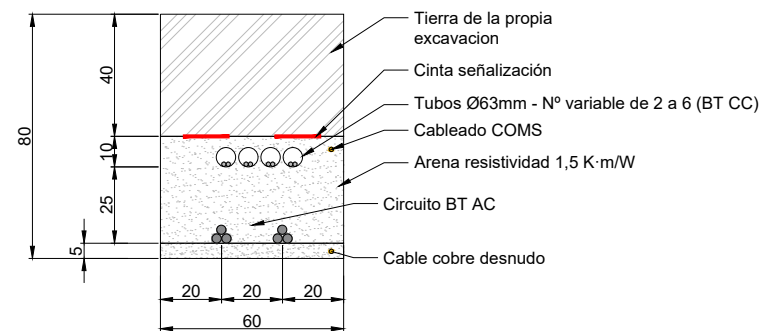 Tierra de la propia
excavacion
Cinta señalización
Tubos Ø63mm - Nº variable de 2 a 6 (BT CC)
Cableado COMS
Arena resistividad 1,5 K·m/W
Circuito BT AC
Cable cobre desnudo
80
40
10
25
5
20
20
20
60